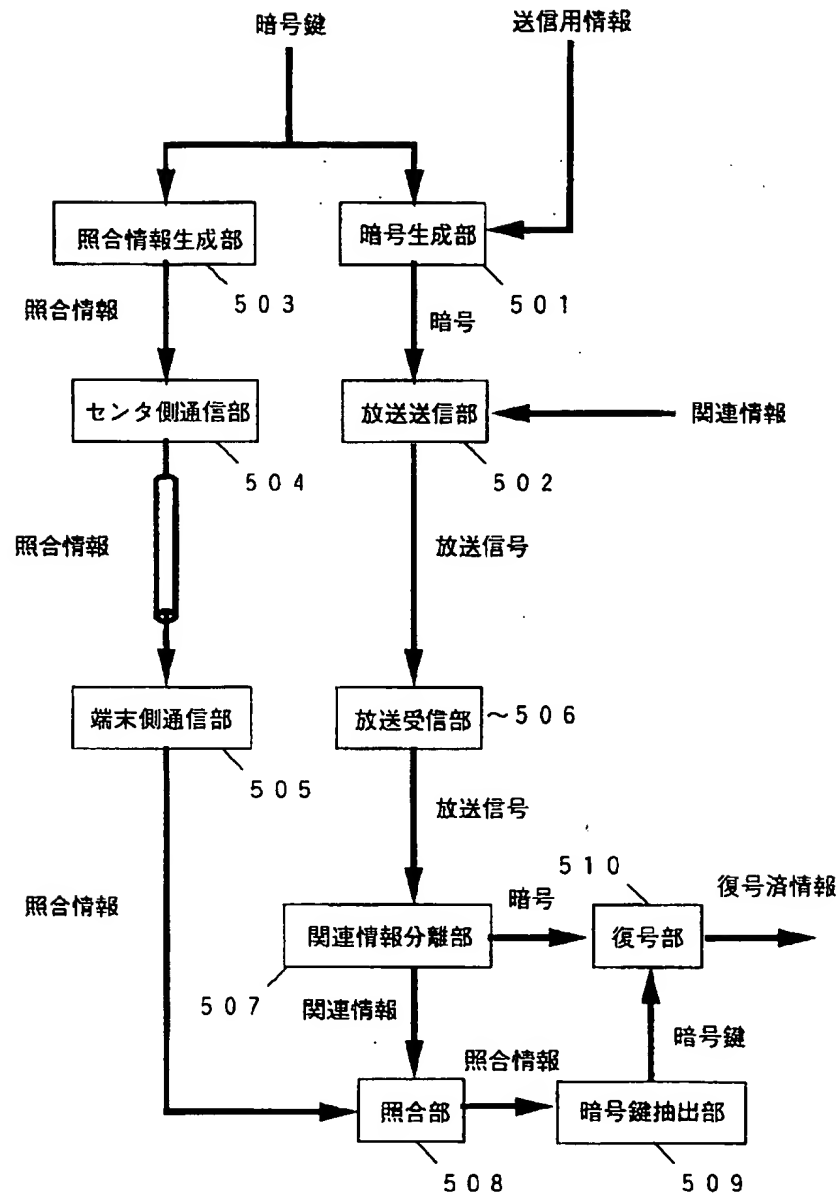 暗号鍵
送信用情報
照合情報生成部
暗号生成部
503
501
照合情報
暗号
センタ側通信部
放送送信部
関連情報
504
502
照合情報
放送信号
端末側通信部
放送受信部
〜506
505
放送信号
510
照合情報
暗号
復号済情報
関連情報分離部
復号部
507
関連情報
暗号鍵
照合情報
照合部
暗号鍵抽出部
508
509